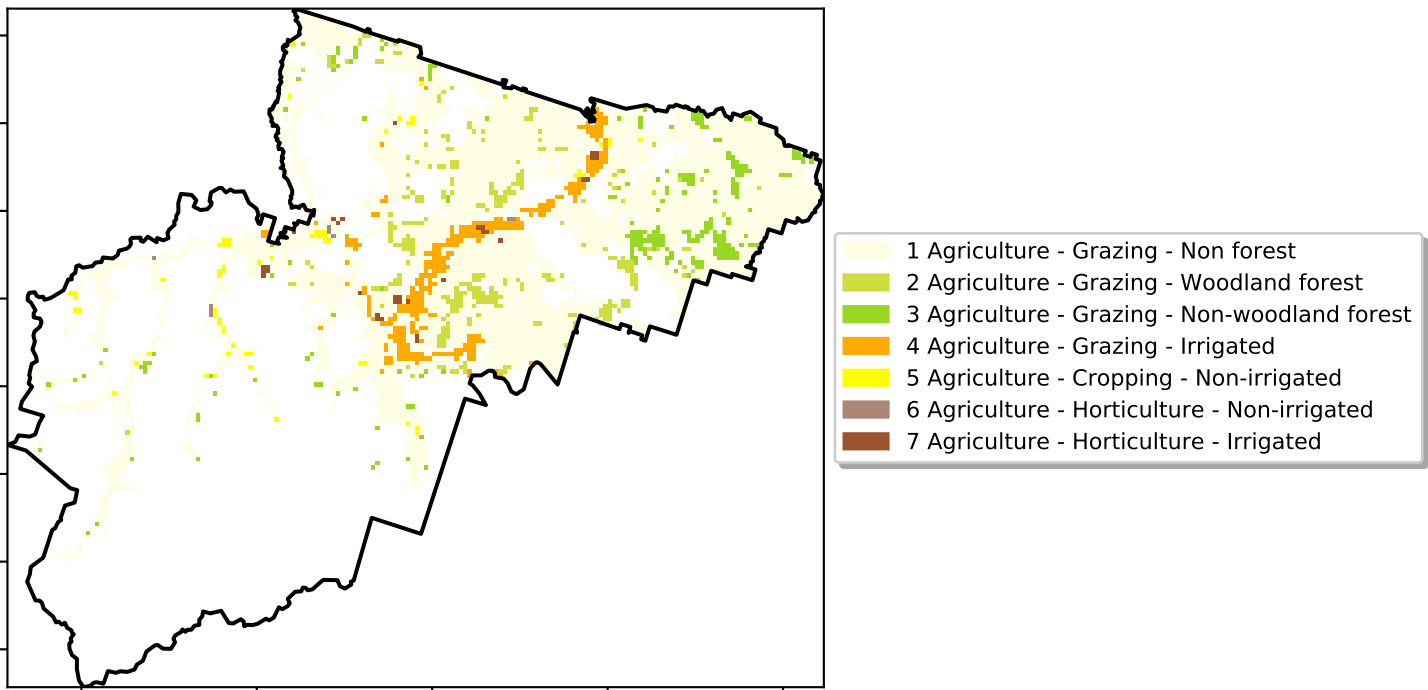 1 Agriculture - Grazing - Non forest
2 Agriculture - Grazing - Woodland forest
3 Agriculture - Grazing - Non-woodland forest
4 Agriculture - Grazing - Irrigated
5 Agriculture - Cropping - Non-irrigated
6 Agriculture - Horticulture - Non-irrigated
7 Agriculture - Horticulture - Irrigated